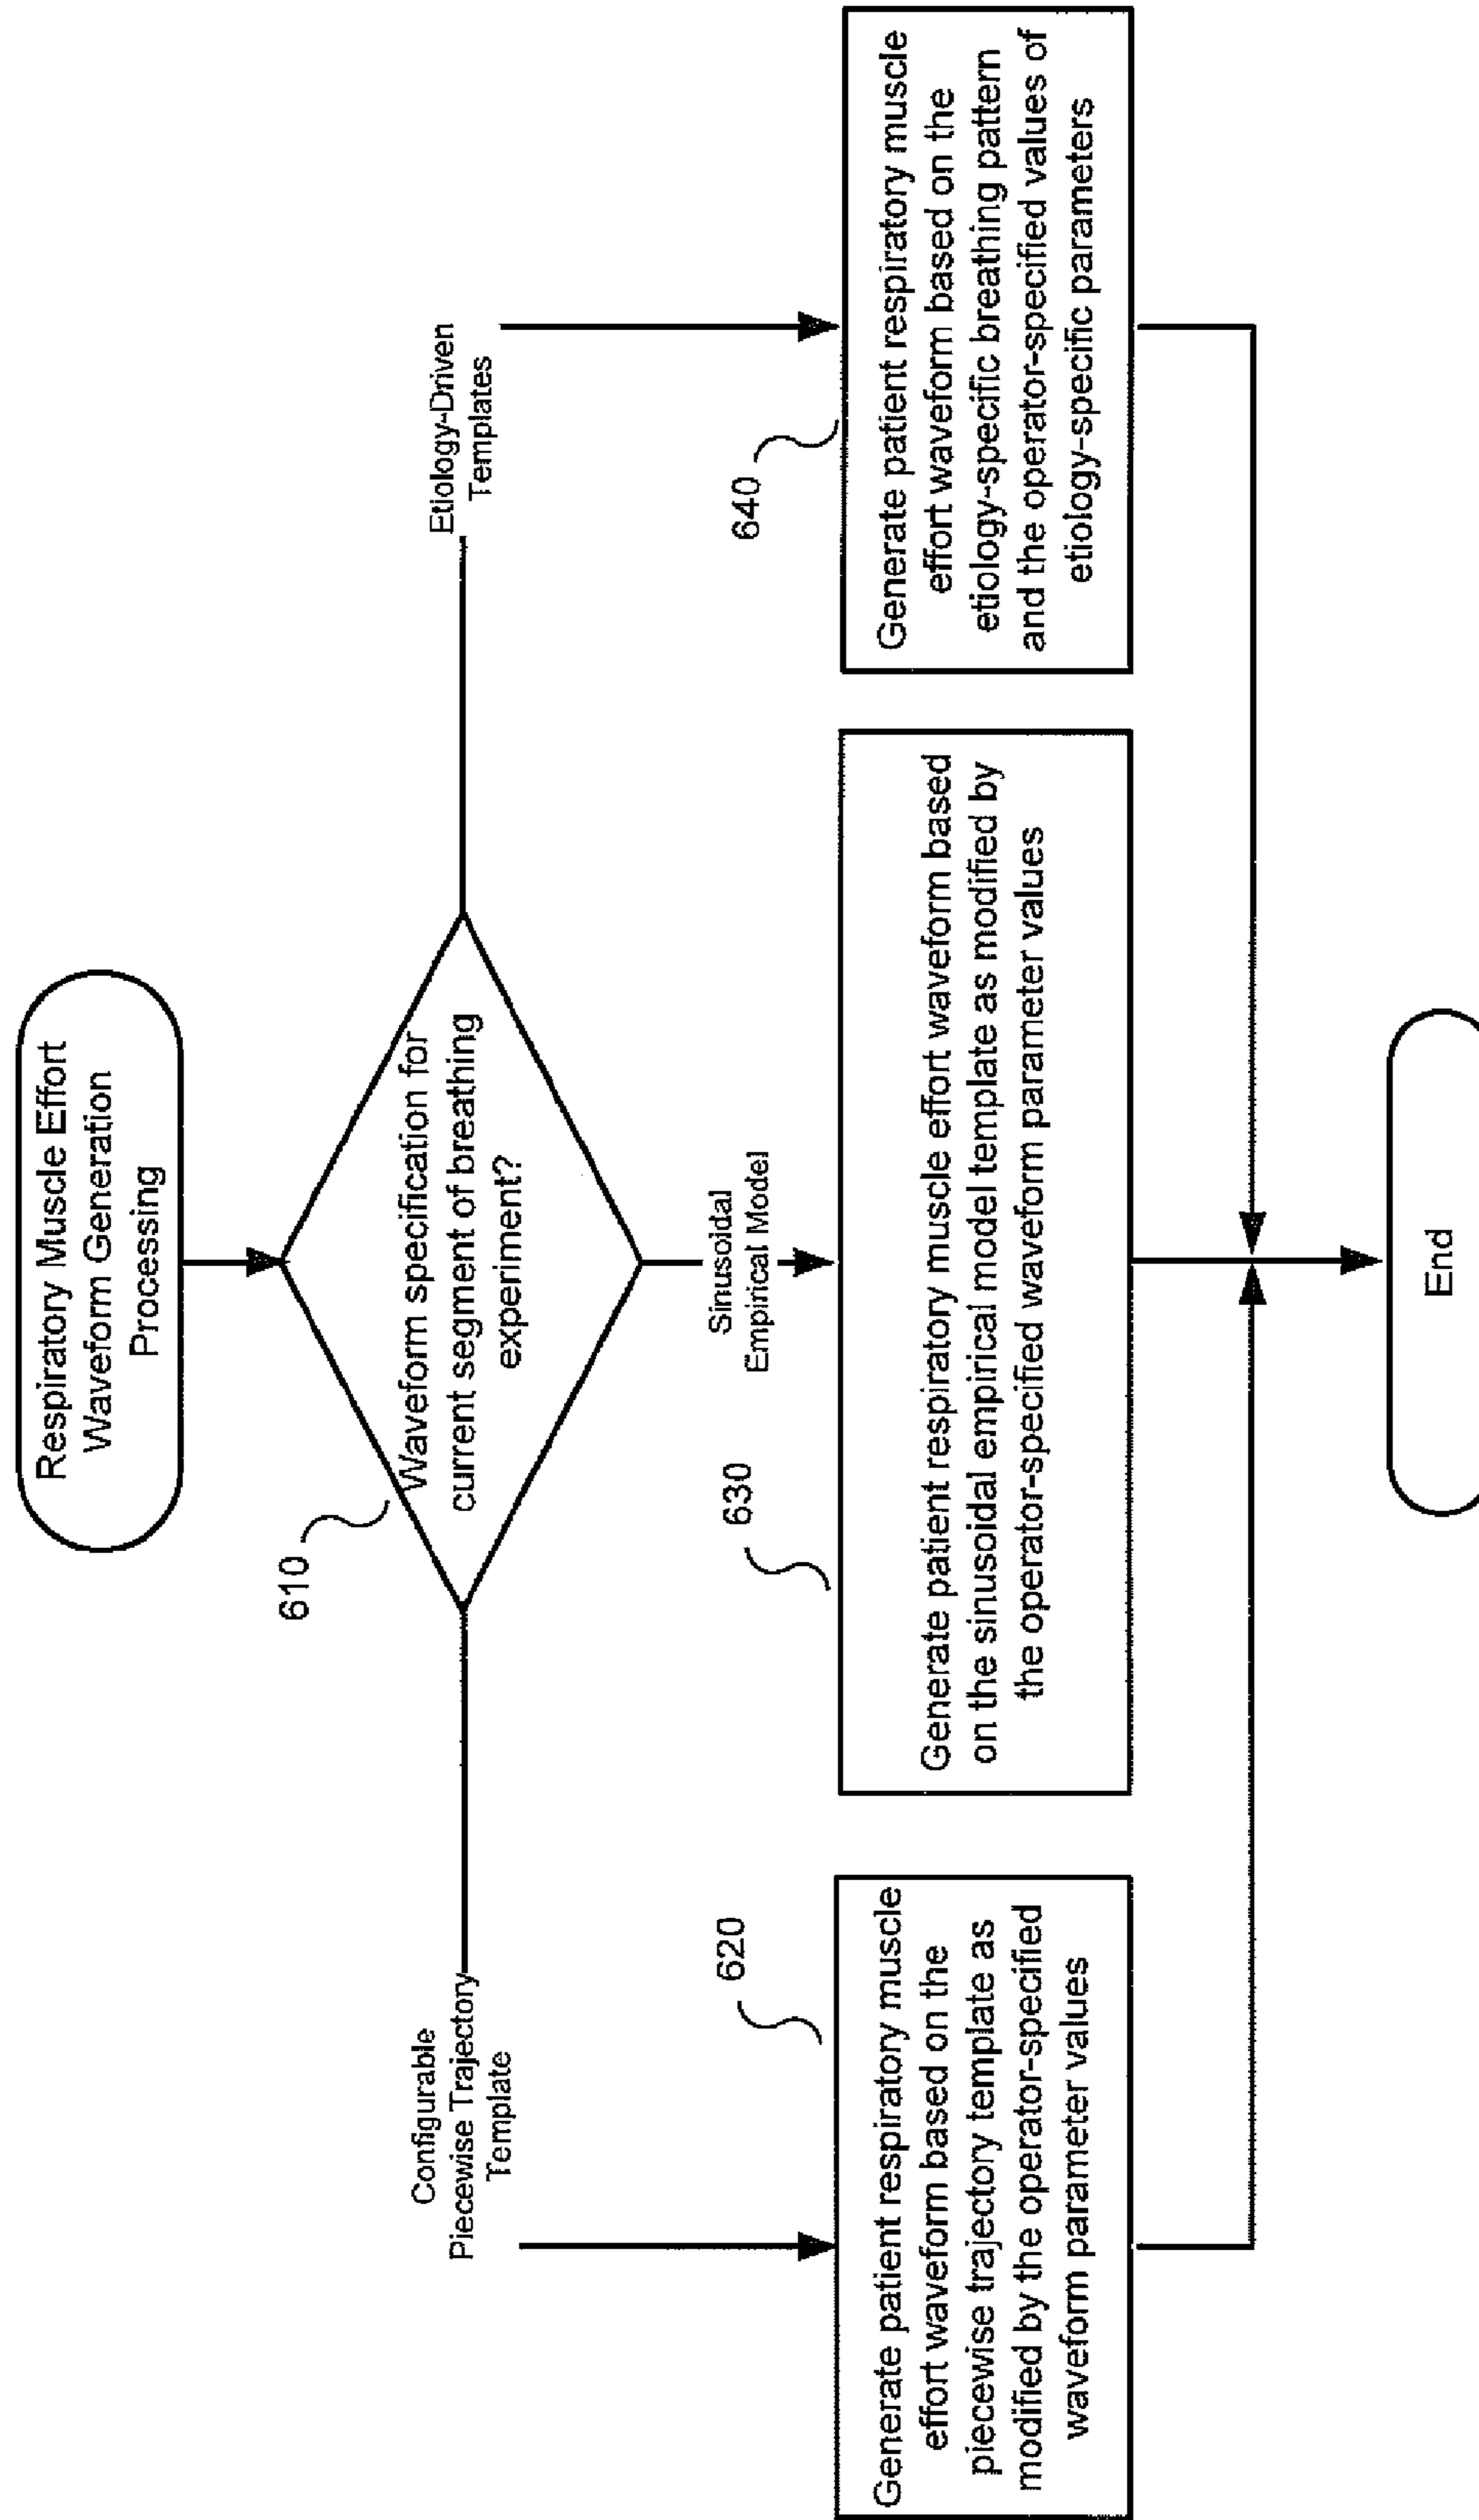 Respiratory Muscle Effort
Waveform Generation
Processing
610
Waveform specification for
current segment of breathing
experiment?
Configurable
Piecewise Trajectory
Template
Sinusoidal
Empirical Model
Etiology-Driven
Templates
620
Generate patient respiratory muscle
effort waveform based on the
piecewise trajectory template as
modified by the operator-specified
waveform parameter values
630
Generate patient respiratory muscle effort waveform based
on the sinusoidal empirical model template as modified by
the operator-specified waveform parameter values
640
Generate patient respiratory muscle
effort waveform based on the
etiology-specific breathing pattern
and the operator-specified values of
etiology-specific parameters
End